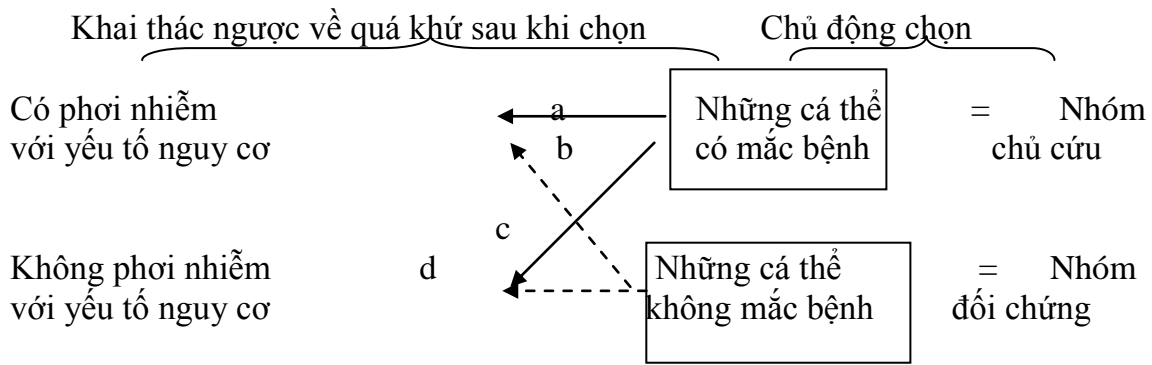 Khai thác ngược về quá khứ sau khi chọn Chủ động chọn
Có phơi nhiễm a Những cá thể = Nhóm
với yếu tố nguy cơ b có mắc bệnh chủ cứu
c
Không phơi nhiễm d Những cá thể = Nhóm
với yếu tố nguy cơ không mắc bệnh đối chứng